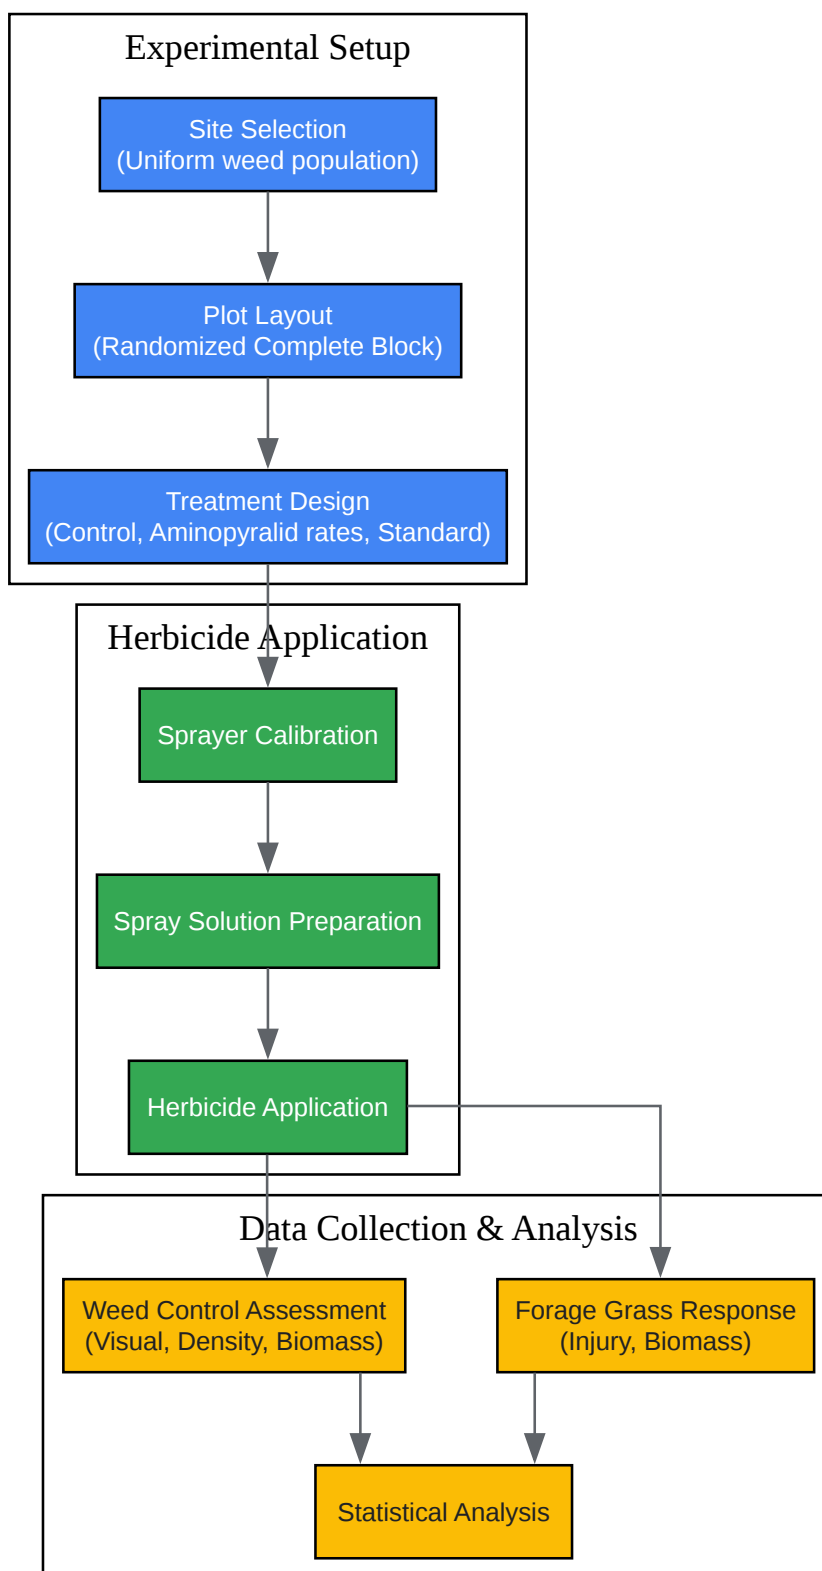 Experimental Setup
Site Selection
(Uniform weed population)
Plot Layout
(Randomized Complete Block)
Treatment Design
(Control, Aminopyralid rates, Standard)
Herbicide Application
Sprayer Calibration
Spray Solution Preparation
Herbicide Application
Data Collection & Analysis
Weed Control Assessment
(Visual, Density, Biomass)
Forage Grass Response
(Injury, Biomass)
Statistical Analysis